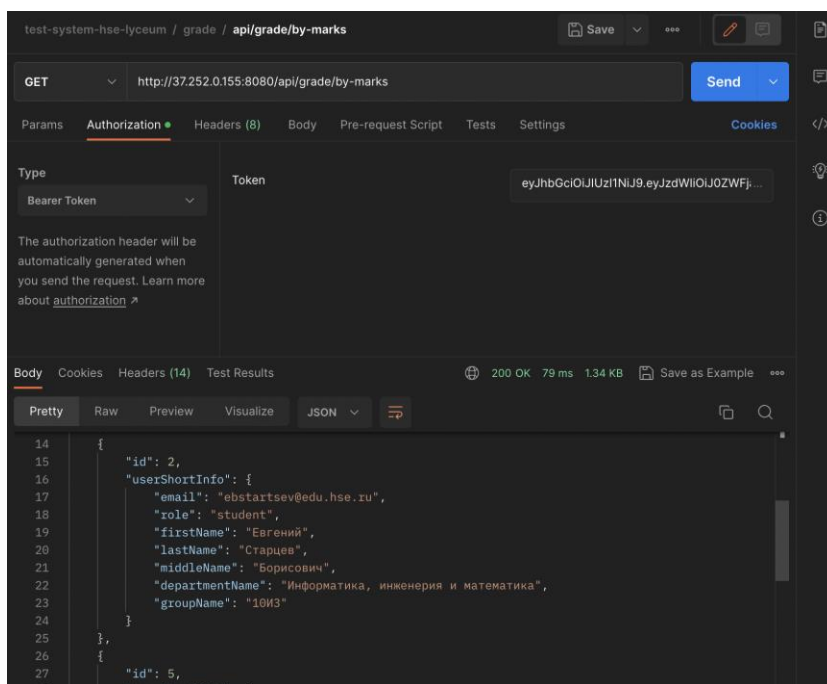 test-system-hse-lyceum / grade / api/grade/by-marks
Save
GET http://37.252.0.155:8080/api/grade/by-marks Send
Params Authorization Headers (8) Body Pre-request Script Tests Settings Cookies
Type
Token
Bearer Token
The authorization header will be
automatically generated when
you send the request. Learn more
about authorization ↗
Body Cookies Headers (14) Test Results 200 OK 79 ms 1.34 KB Save as Example
Pretty Raw Preview Visualize JSON
14 {
15 "id": 2,
16 "userShortInfo": {
17 "email": "ebstartsev@edu.hse.ru",
18 "role": "student",
19 "firstName": "Евгений",
20 "lastName": "Старцев",
21 "middleName": "Борисович",
22 "departmentName": "Информатика, инженерия и математика",
23 "groupName": "10И3"
24 }
25 },
26 {
27 "id": 5,